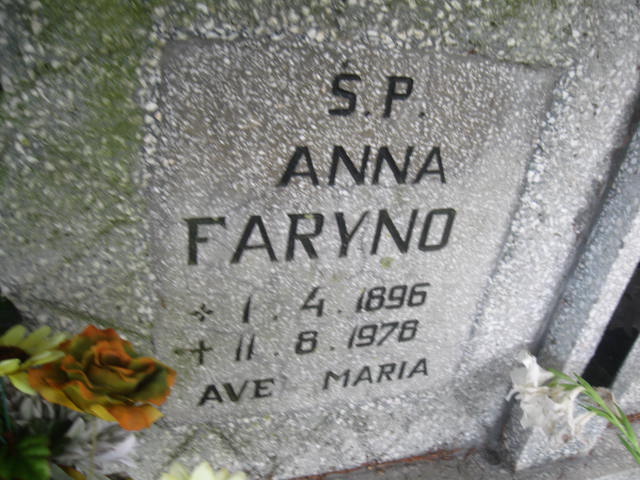 Ś.P.
ANNA
FARYNO
✢ 1.4.1896
✝ 11.8.1978
AVE MARIA